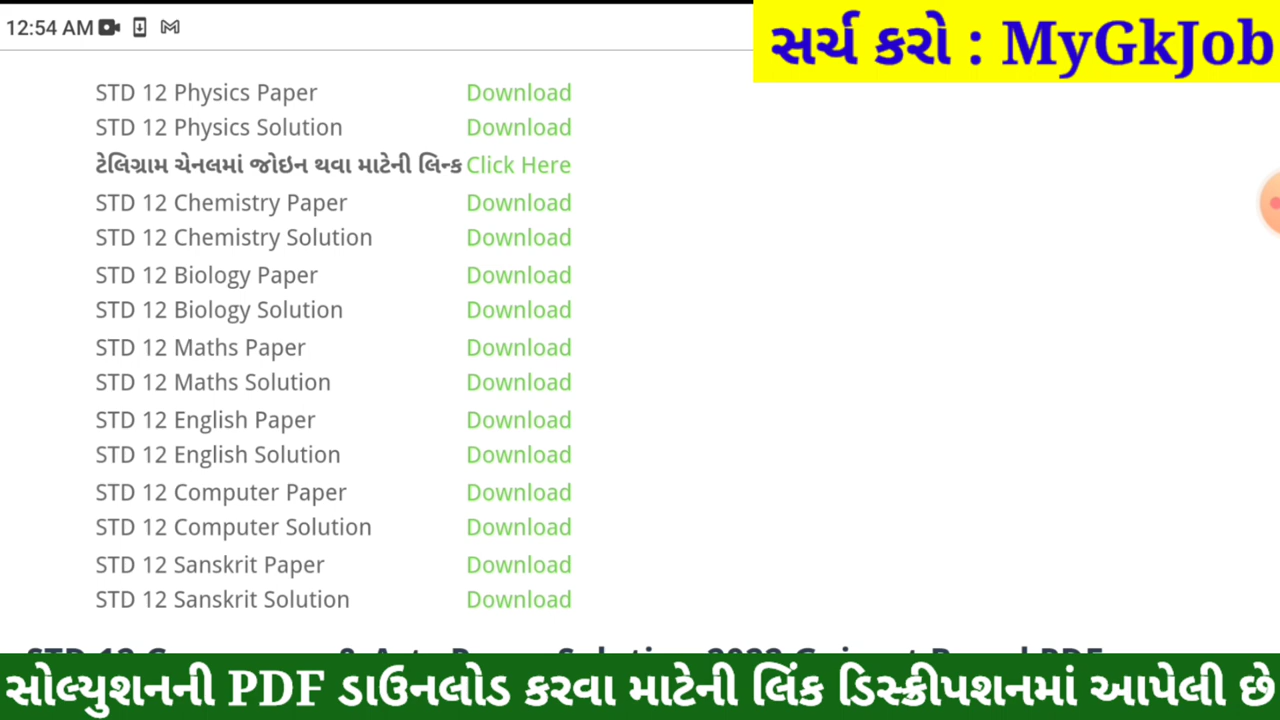 12:54 AM
સર્ચ કરો : MyGkJob
STD 12 Physics Paper Download
STD 12 Physics Solution Download
ટેલિગ્રામ ચેનલમાં જોઇન થવા માટેની લિન્ક Click Here
STD 12 Chemistry Paper Download
STD 12 Chemistry Solution Download
STD 12 Biology Paper Download
STD 12 Biology Solution Download
STD 12 Maths Paper Download
STD 12 Maths Solution Download
STD 12 English Paper Download
STD 12 English Solution Download
STD 12 Computer Paper Download
STD 12 Computer Solution Download
STD 12 Sanskrit Paper Download
STD 12 Sanskrit Solution Download
સોલ્યુશનની PDF ડાઉનલોડ કરવા માટેની લિંક ડિસ્ક્રીપશનમાં આપેલી છે